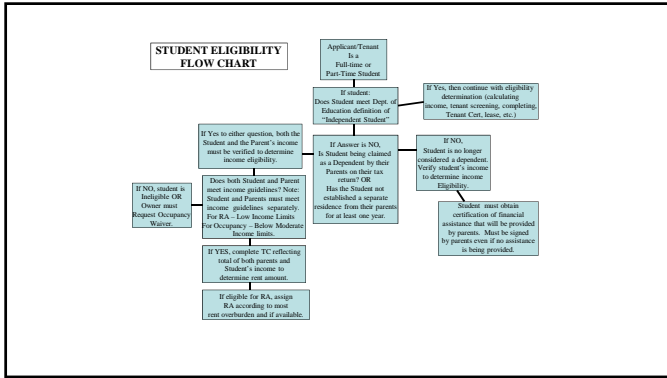 STUDENT ELIGIBILITY
FLOW CHART
Applicant/Tenant
Is a
Full-time or
Part-Time Student
If student:
Does Student meet Dept. of
Education definition of
“Independent Student”
If Yes, then continue with eligibility
determination (calculating
income, tenant screening, completing,
Tenant Cert, lease, etc.)
If Yes to either question, both the
Student and the Parent's income
must be verified to determine
income eligibility.
If Answer is NO,
Is Student being claimed
as a Dependent by their
Parents on their tax
return? OR
Has the Student not
established a separate
residence from their parents
for at least one year.
If NO,
Student is no longer
considered a dependent.
Verify student's income
to determine income
Eligibility.
Does both Student and Parent
meet income guidelines? Note:
Student and Parents must meet
income guidelines separately.
For RA – Low Income Limits
For Occupancy – Below Moderate
Income limits.
If NO, student is
Ineligible OR
Owner must
Request Occupancy
Waiver.
Student must obtain
certification of financial
assistance that will be provided
by parents. Must be signed
by parents even if no assistance
is being provided.
If YES, complete TC reflecting
total of both parents and
Student's income to
determine rent amount.
If eligible for RA, assign
RA according to most
rent overburden and if available.